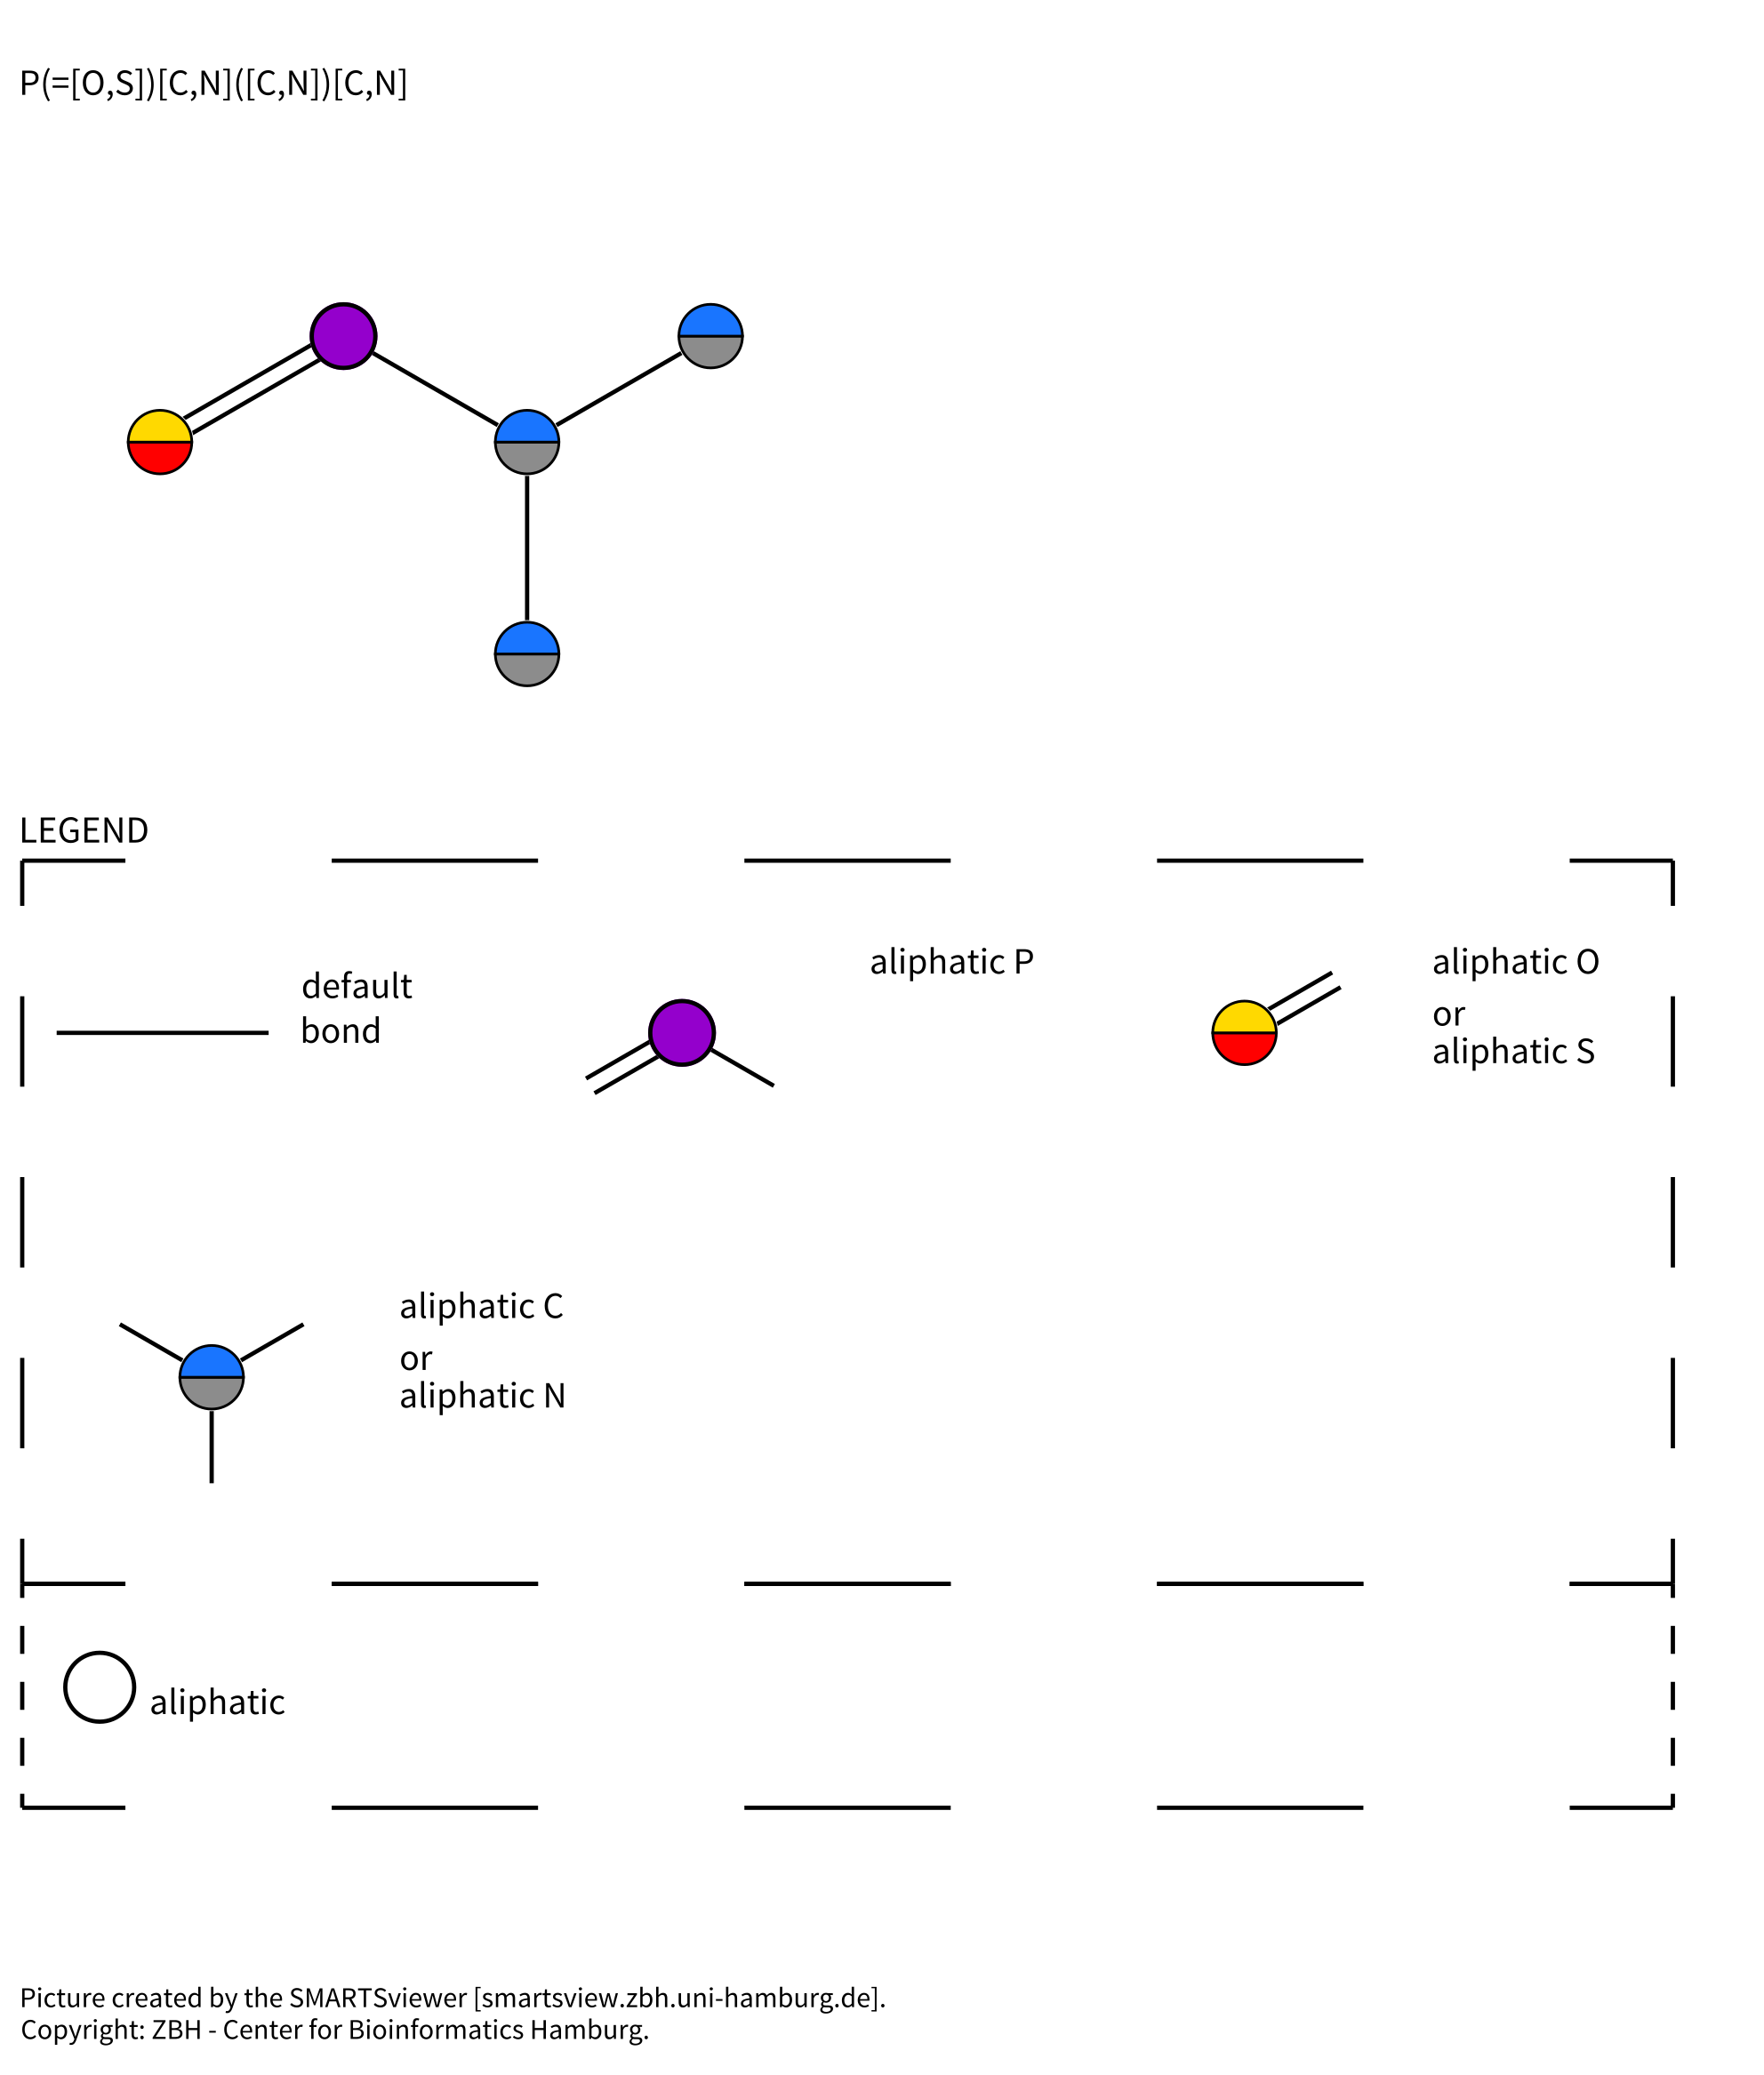 P(=[O,S])[C,N]([C,N])[C,N]
LEGEND
default
bond
aliphatic P
aliphatic O
or
aliphatic S
aliphatic C
or
aliphatic N
aliphatic
Picture created by the SMARTSviewer [smartsview.zbh.uni-hamburg.de].
Copyright: ZBH - Center for Bioinformatics Hamburg.